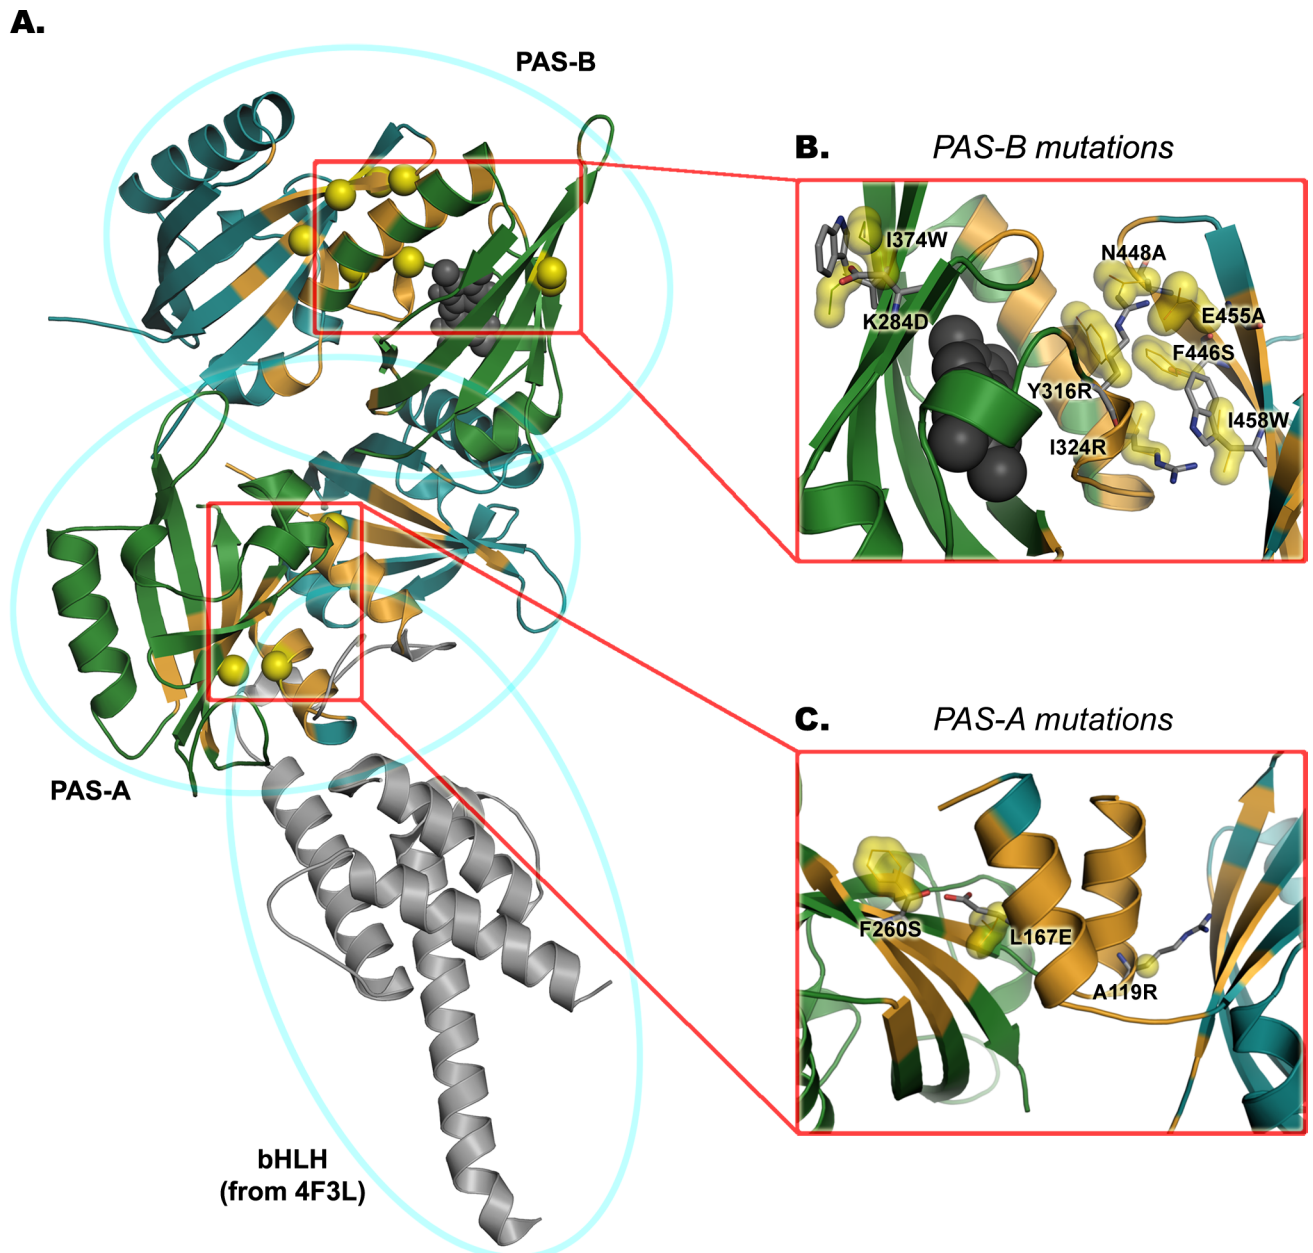 A.
PAS-B
B. PAS-B mutations
I374W
N448A
K284D
E455A
F446S
Y316R
I458W
I324R
C. PAS-A mutations
PAS-A
F260S
L167E
A119R
bHLH
(from 4F3L)